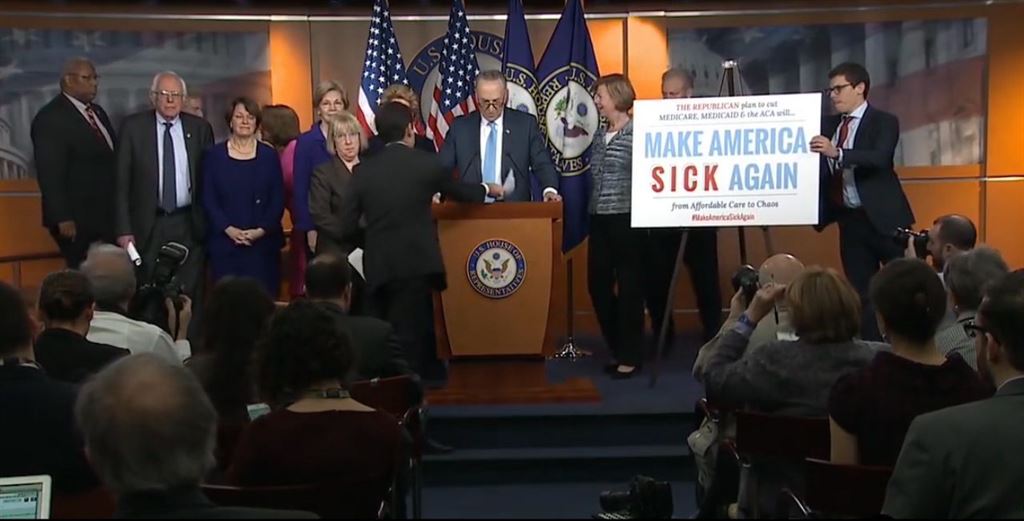 THE REPUBLICAN plan to cut
MEDICARE, MEDICAID & the ACA will...
MAKE AMERICA
SICK AGAIN
from Affordable Care to Chaos
#MakeAmericaSickAgain
U.S. HOUSE OF
REPRESENTATIVES
U.S. HOUSE